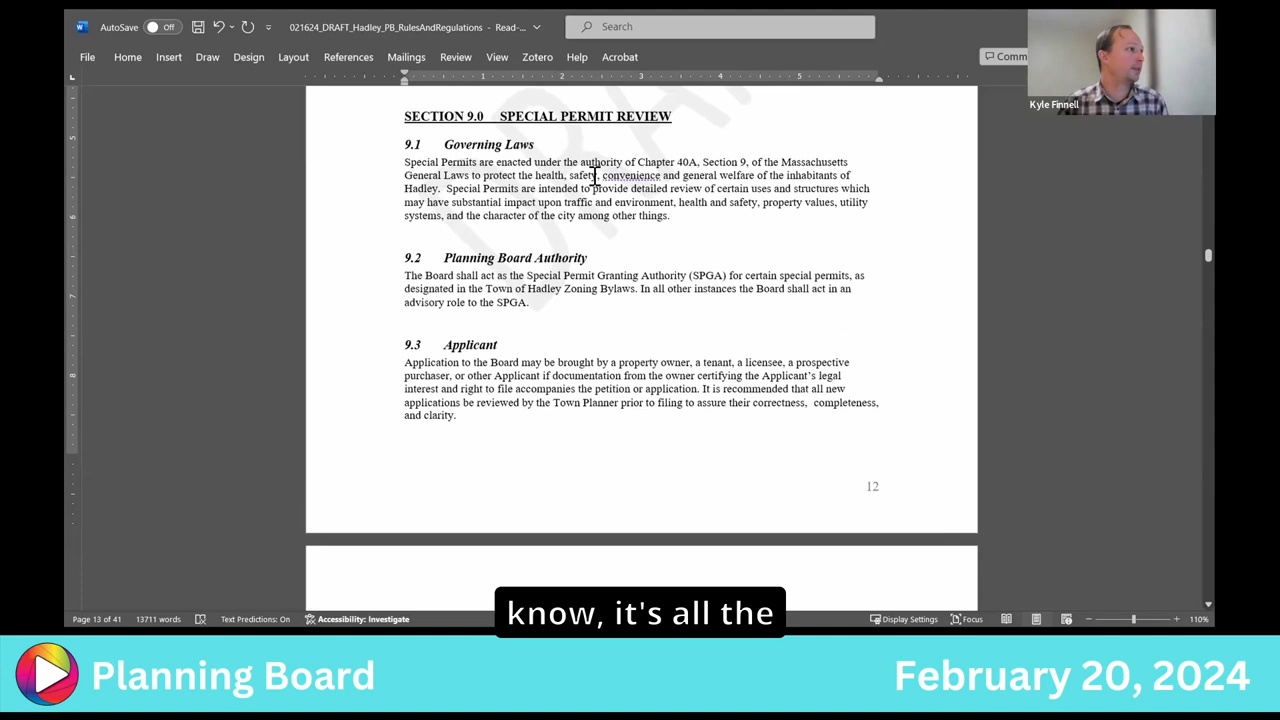 AutoSave Off 021624_DRAFT_Hadley_PB_RulesAndRegulations - Read-... Search
File Home Insert Draw Design Layout References Mailings Review View Zotero Help Acrobat Comm
Kyle Finnell
1 2 3 4 5
DRA
SECTION 9.0 SPECIAL PERMIT REVIEW
9.1 Governing Laws
Special Permits are enacted under the authority of Chapter 40A, Section 9, of the Massachusetts
General Laws to protect the health, safety, convenience and general welfare of the inhabitants of
Hadley. Special Permits are intended to provide detailed review of certain uses and structures which
may have substantial impact upon traffic and environment, health and safety, property values, utility
systems, and the character of the city among other things.
9.2 Planning Board Authority
The Board shall act as the Special Permit Granting Authority (SPGA) for certain special permits, as
designated in the Town of Hadley Zoning Bylaws. In all other instances the Board shall act in an
advisory role to the SPGA.
9.3 Applicant
Application to the Board may be brought by a property owner, a tenant, a licensee, a prospective
purchaser, or other Applicant if documentation from the owner certifying the Applicant's legal
interest and right to file accompanies the petition or application. It is recommended that all new
applications be reviewed by the Town Planner prior to filing to assure their correctness, completeness,
and clarity.
12
know, it's all the
Page 13 of 41 13711 words Text Predictions: On Accessibility: Investigate Display Settings Focus 110%
Planning Board February 20, 2024